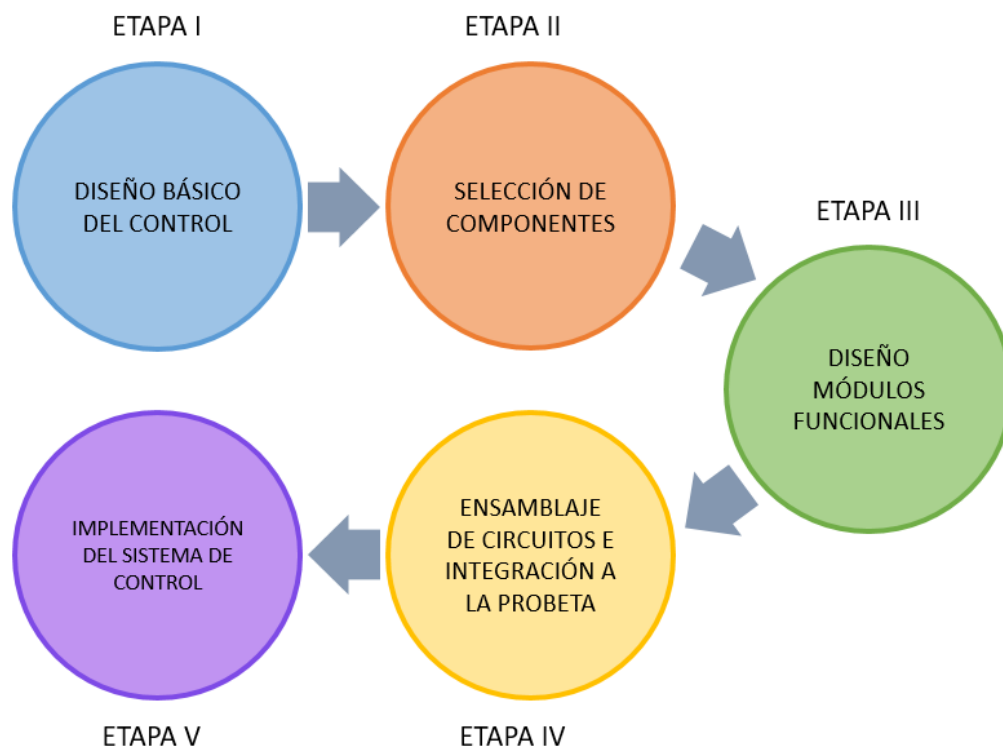 ETAPA I
DISEÑO BÁSICO
DEL CONTROL
ETAPA II
SELECCIÓN DE
COMPONENTES
ETAPA III
DISEÑO
MÓDULOS
FUNCIONALES
ENSAMBLAJE
DE CIRCUITOS E
INTEGRACIÓN A
LA PROBETA
ETAPA IV
IMPLEMENTACIÓN
DEL SISTEMA DE
CONTROL
ETAPA V